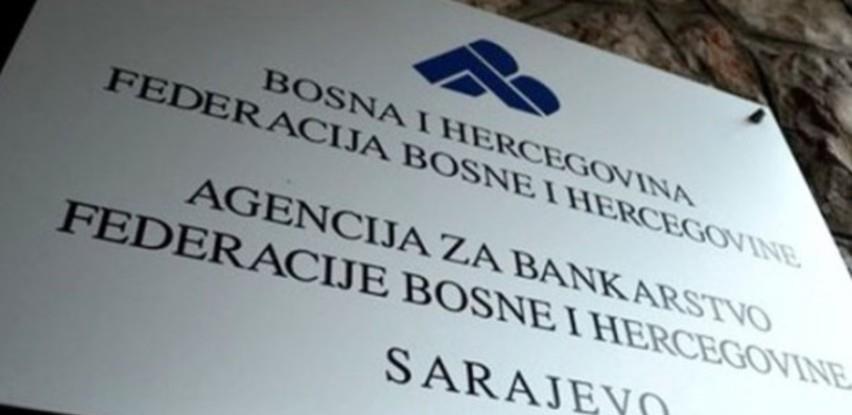 BOSNA I HERCEGOVINA
FEDERACIJA BOSNE I HERCEGOVINE
AGENCIJA ZA BANKARSTVO
FEDERACIJE BOSNE I HERCEGOVINE
SARAJEVO